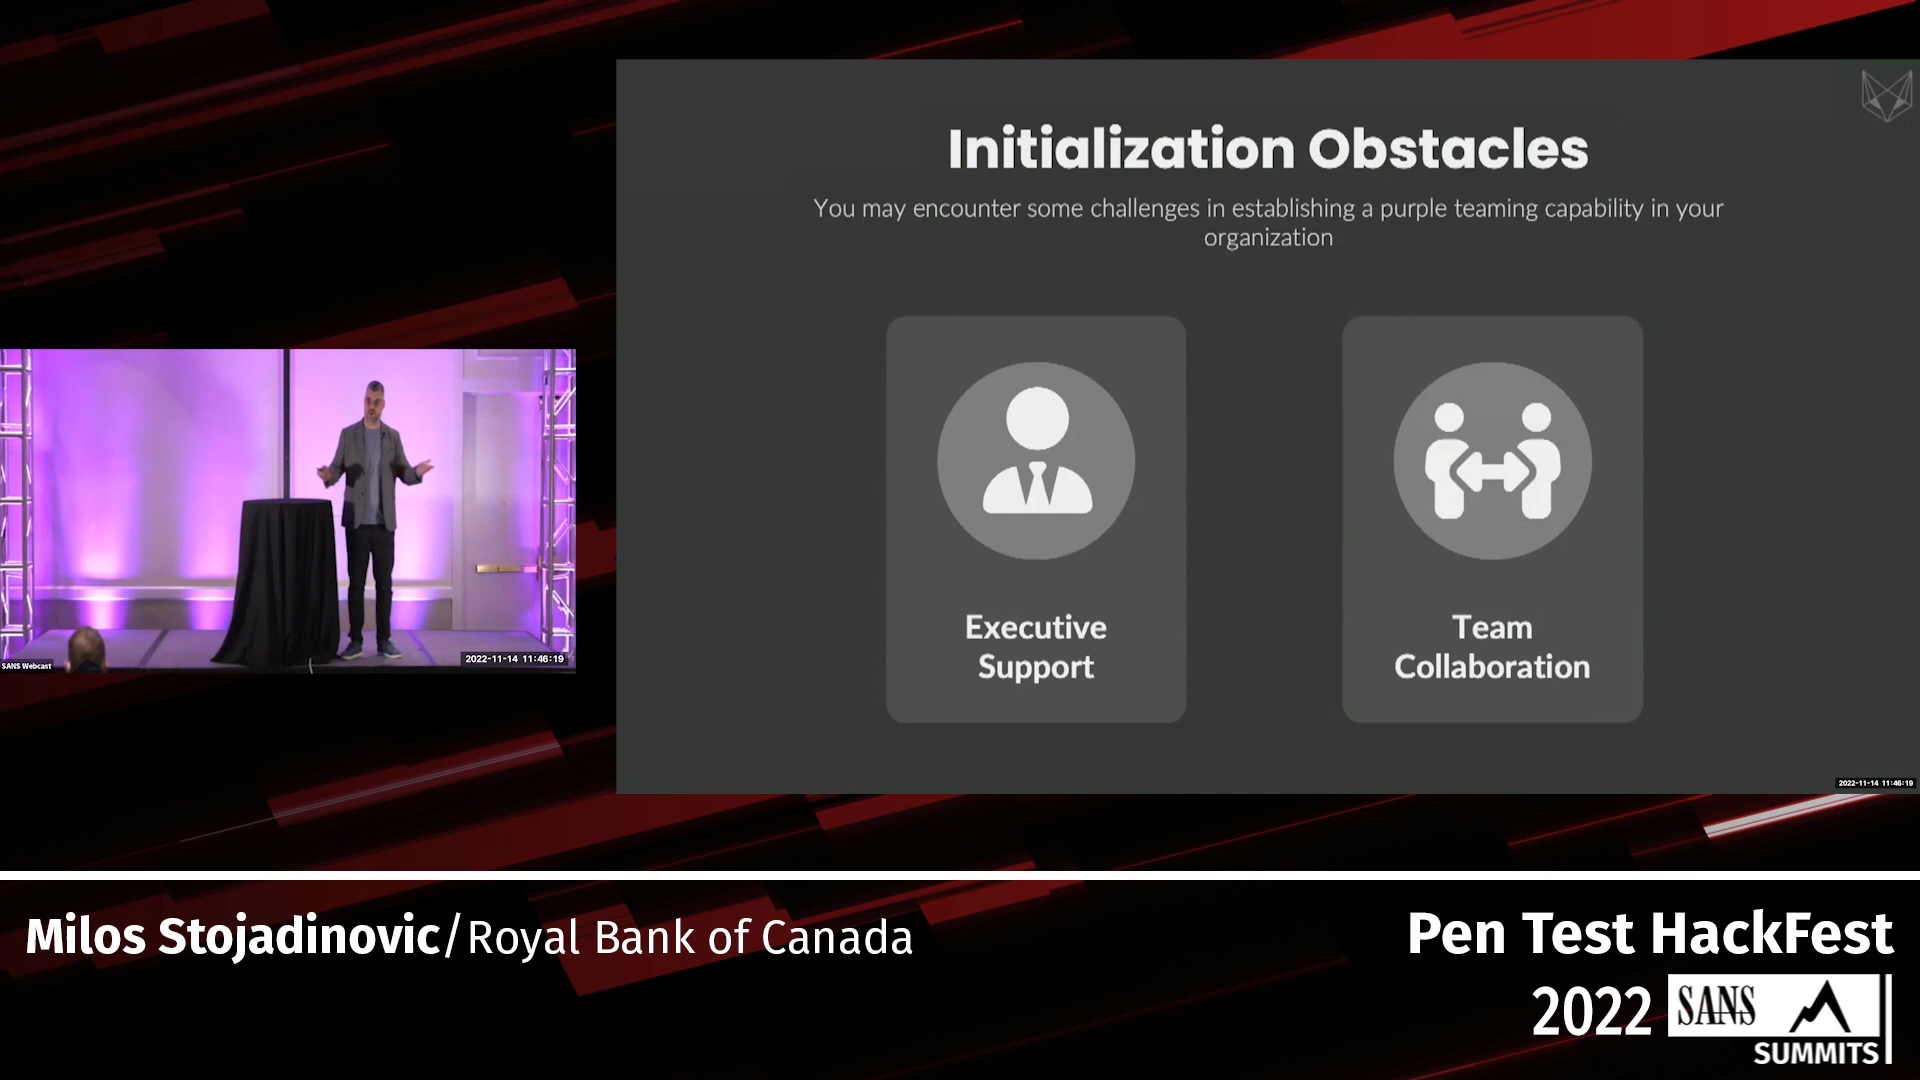 Initialization Obstacles
You may encounter some challenges in establishing a purple teaming capability in your
organization
Executive
Support
Team
Collaboration
SANS Webcast
2022-11-14 11:46:19
2022-11-14 11:46:19
Milos Stojadinovic/Royal Bank of Canada
Pen Test HackFest
2022
SANS
SUMMITS